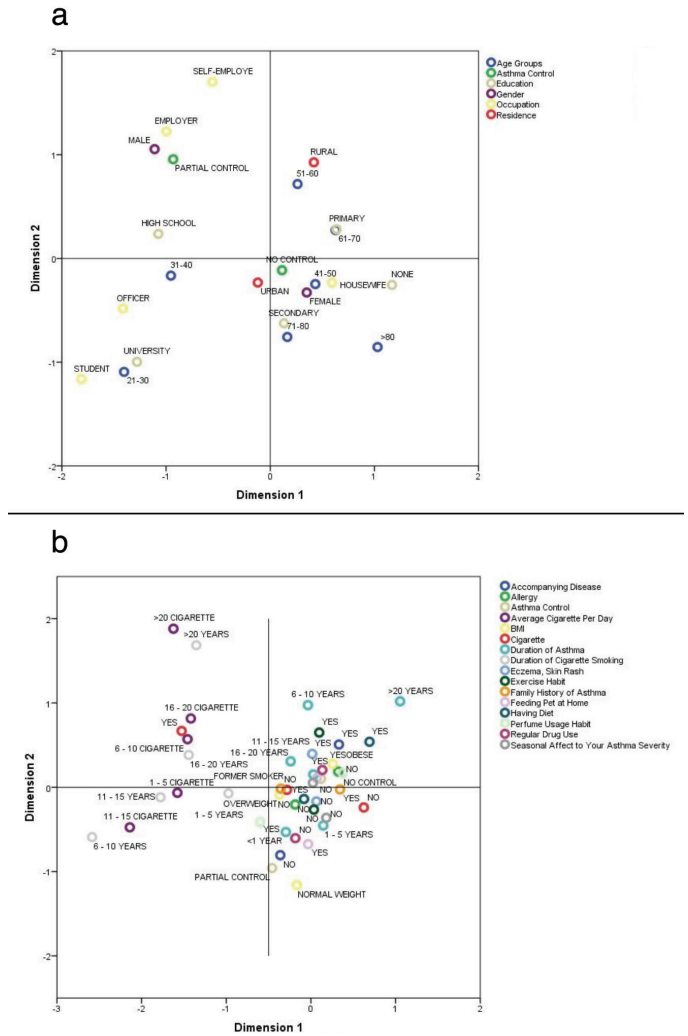 a
2
1
0
-1
-2
-2
-1
0
1
2
Dimension 2
Dimension 1
SELF-EMPLOYE
EMPLOYER
MALE
PARTIAL CONTROL
RURAL
51-60
HIGH SCHOOL
PRIMARY
61-70
NO CONTROL
31-40
41-50
NONE
HOUSEWIFE
URBAN
FEMALE
OFFICER
SECONDARY
71-80
>80
UNIVERSITY
STUDENT
21-30
Age Groups
Asthma Control
Education
Gender
Occupation
Residence
b
2
1
0
-1
-2
-3
-2
-1
0
1
2
Dimension 2
Dimension 1
>20 CIGARETTE
>20 YEARS
6 - 10 YEARS
>20 YEARS
16 - 20 CIGARETTE
YES
YES
YES
11 - 15 YEARS
YES
6 - 10 CIGARETTE
16 - 20 YEARS
16 - 20 YEARS
YES
YESOBESE
NO
FORMER SMOKER
NO
NO CONTROL
1 - 5 CIGARETTE
YES
NO
11 - 15 YEARS
OVERWEIGHT
NO
YES
NO
1 - 5 YEARS
NO
NO
11 - 15 CIGARETTE
YES
NO
NO
6 - 10 YEARS
<1 YEAR
1 - 5 YEARS
YES
NO
PARTIAL CONTROL
NORMAL WEIGHT
Accompanying Disease
Allergy
Asthma Control
Average Cigarette Per Day
BMI
Cigarette
Duration of Asthma
Duration of Cigarette Smoking
Eczema, Skin Rash
Exercise Habit
Family History of Asthma
Feeding Pet at Home
Having Diet
Perfume Usage Habit
Regular Drug Use
Seasonal Affect to Your Asthma Severity